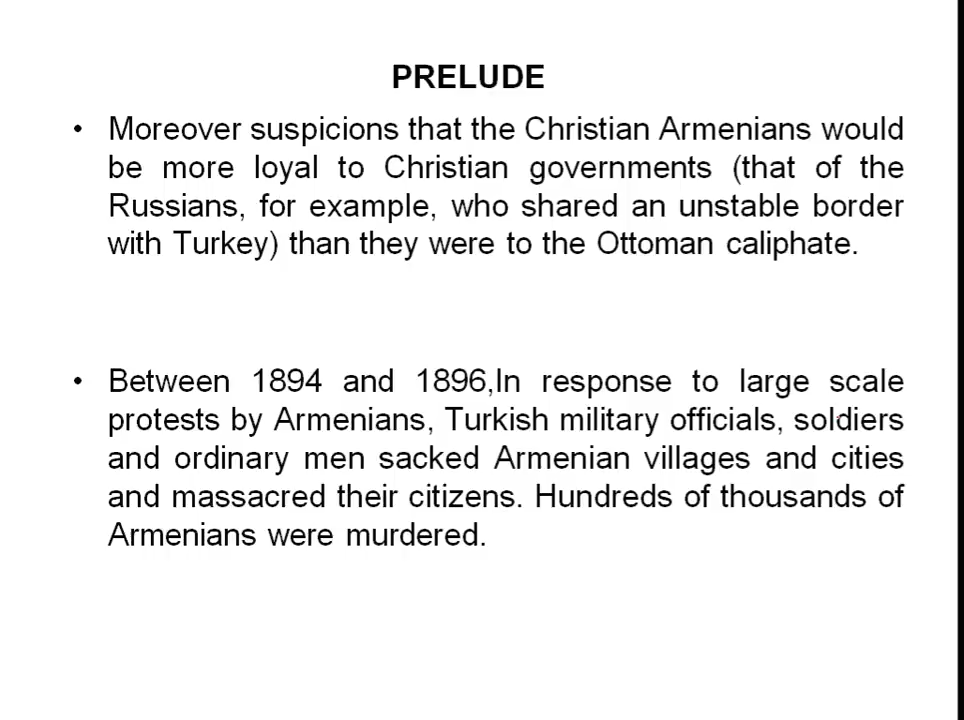 PRELUDE
• Moreover suspicions that the Christian Armenians would
be more loyal to Christian governments (that of the
Russians, for example, who shared an unstable border
with Turkey) than they were to the Ottoman caliphate.
• Between 1894 and 1896,In response to large scale
protests by Armenians, Turkish military officials, soldiers
and ordinary men sacked Armenian villages and cities
and massacred their citizens. Hundreds of thousands of
Armenians were murdered.